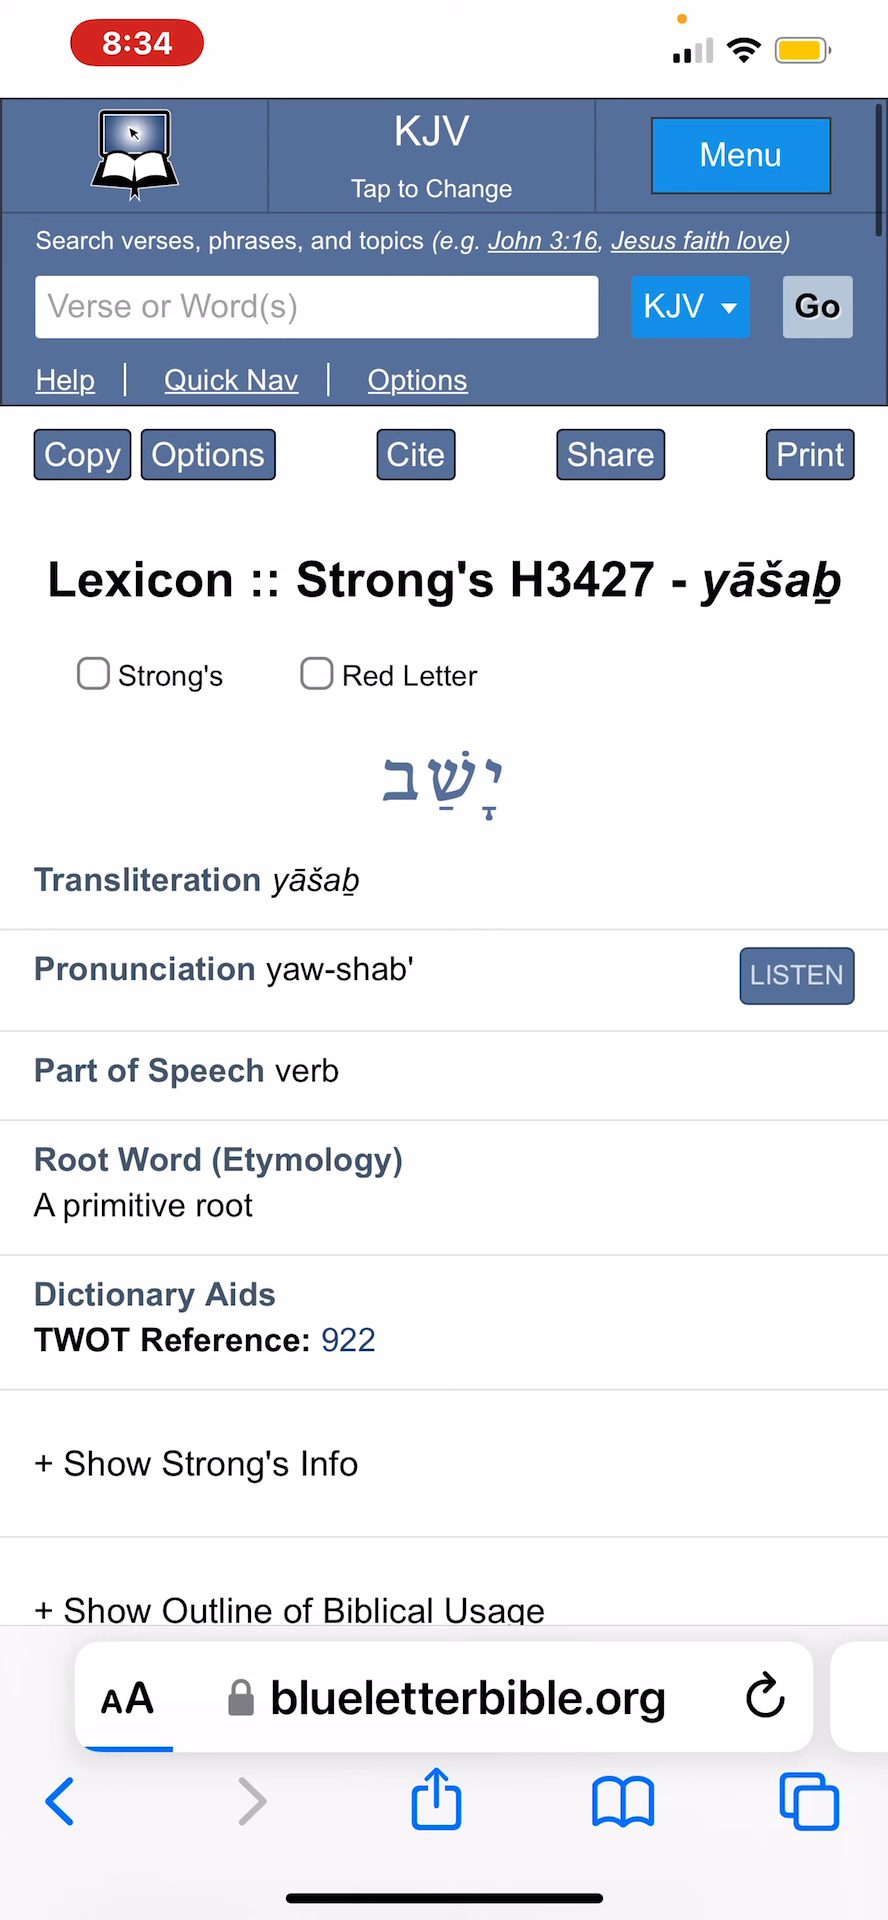 8:34
KJV
Tap to Change
Menu
Search verses, phrases, and topics (e.g. John 3:16, Jesus faith love)
Verse or Word(s)
KJV
Go
Help | Quick Nav | Options
Copy Options Cite Share Print
Lexicon :: Strong's H3427 - yāšaḇ
Strong's Red Letter
יָשַׁב
Transliteration yāšaḇ
Pronunciation yaw-shab'
LISTEN
Part of Speech verb
Root Word (Etymology)
A primitive root
Dictionary Aids
TWOT Reference: 922
+ Show Strong's Info
+ Show Outline of Biblical Usage
AA blueletterbible.org